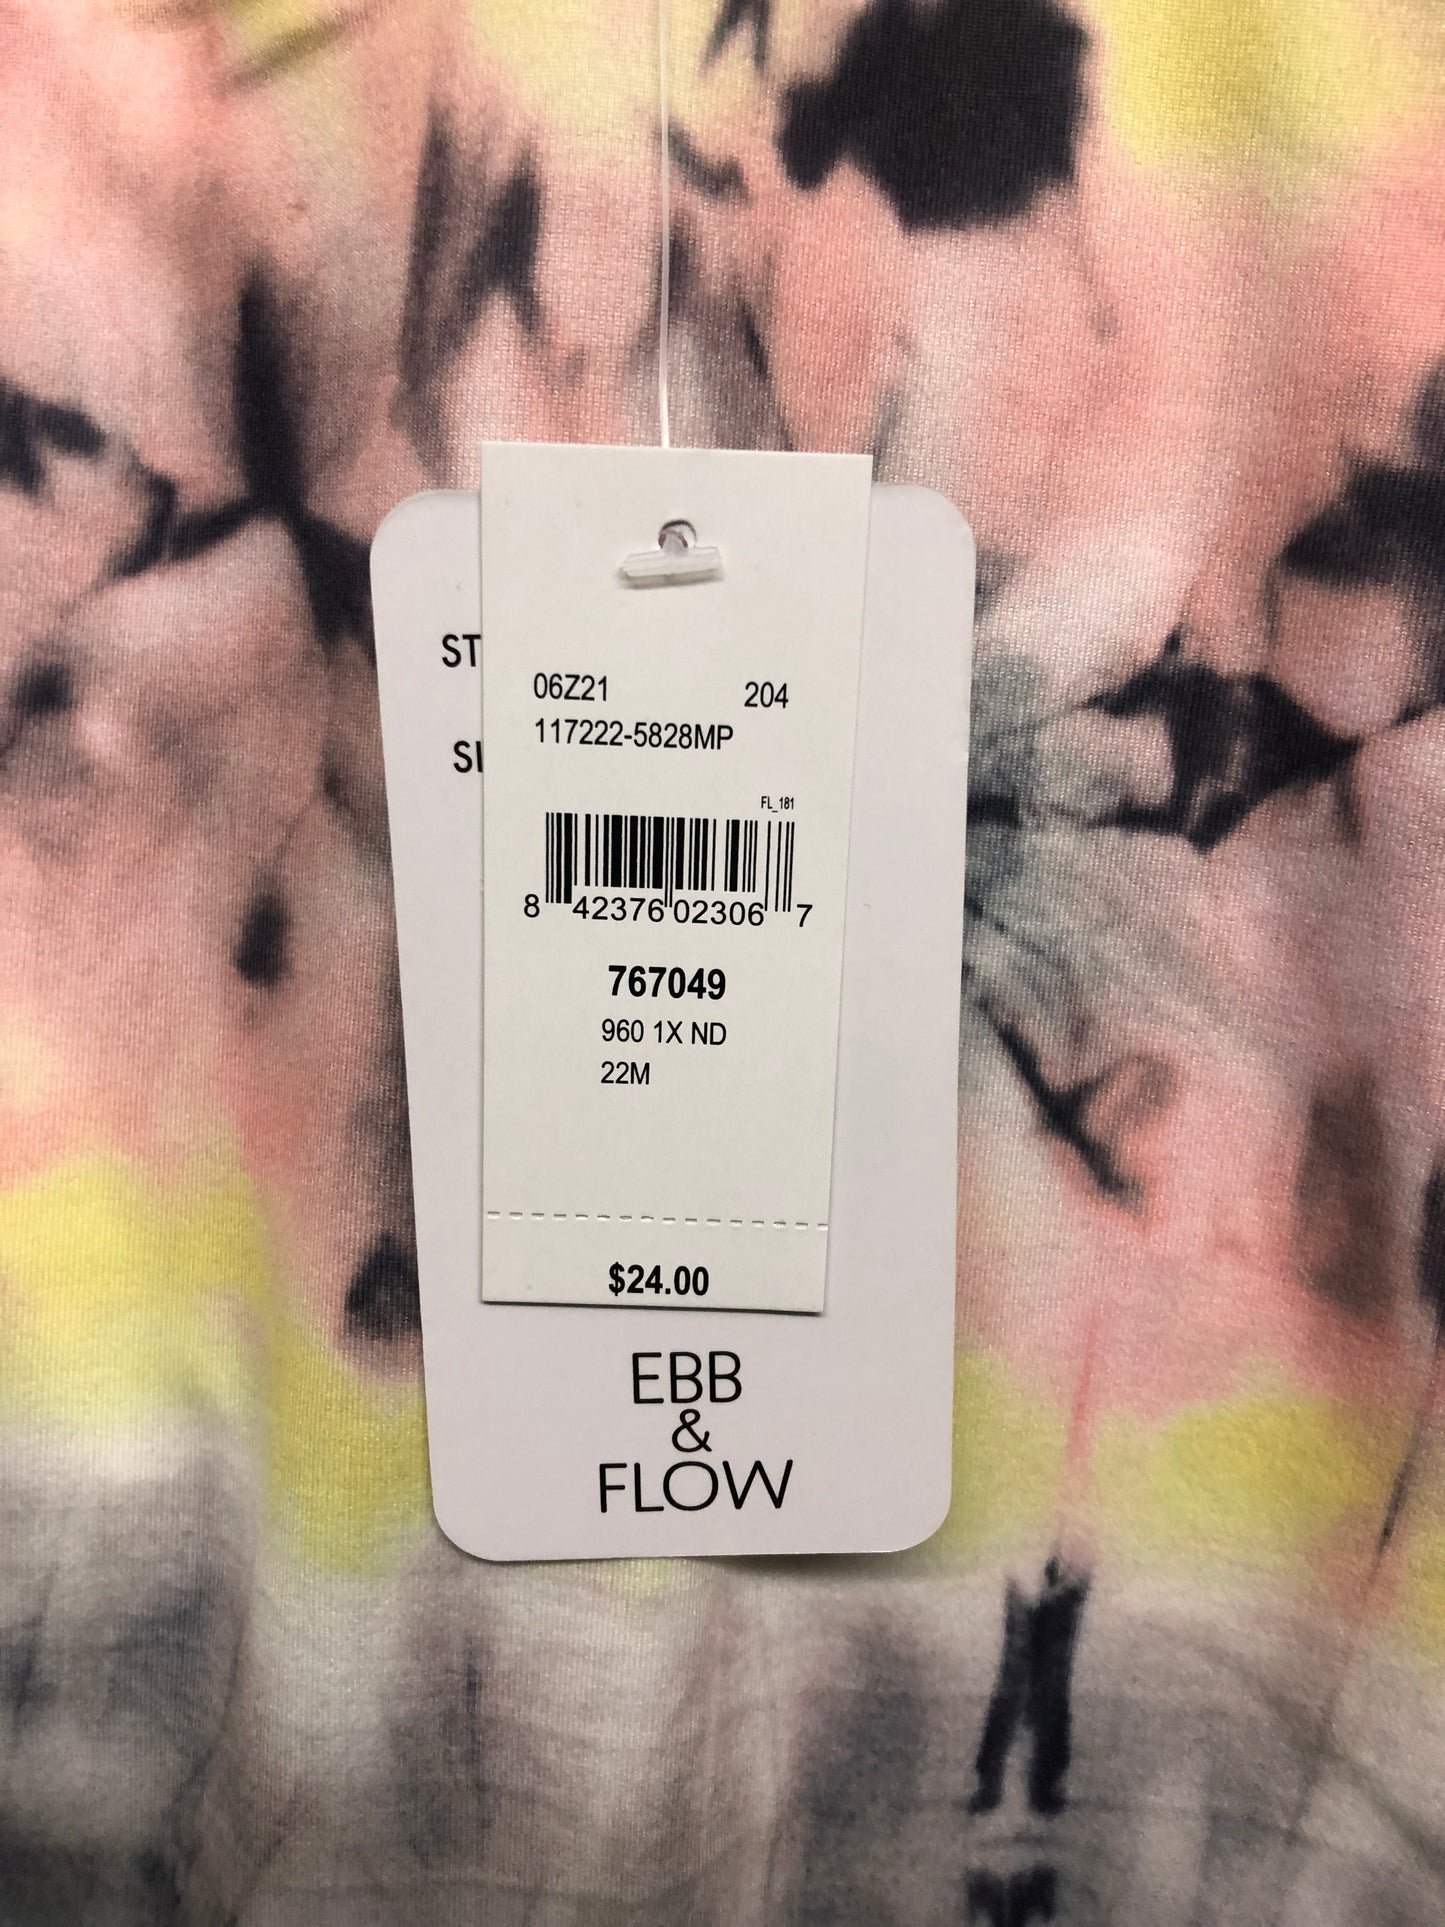 ST
SI
06Z21 204
117222-5828MP
FL_181
8 42376 02306 7
767049
960 1X ND
22M
$24.00
EBB
&
FLOW